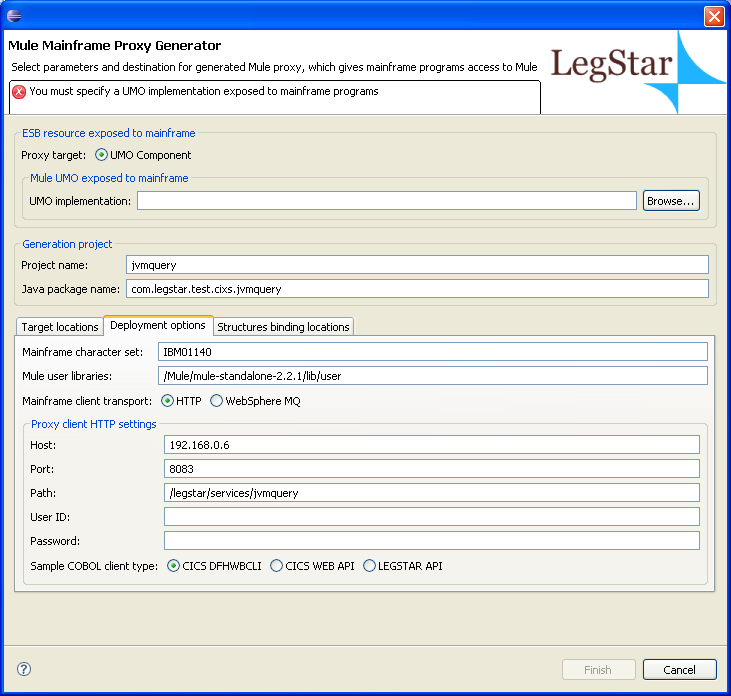 Mule Mainframe Proxy Generator
Select parameters and destination for generated Mule proxy, which gives mainframe programs access to Mule
LegStar
You must specify a UMO implementation exposed to mainframe programs
ESB resource exposed to mainframe
Proxy target: UMO Component
Mule UMO exposed to mainframe
UMO implementation: Browse...
Generation project
Project name: jvmquery
Java package name: com.legstar.test.cixs.jvmquery
Target locations Deployment options Structures binding locations
Mainframe character set: IBM01140
Mule user libraries: /Mule/mule-standalone-2.2.1/lib/user
Mainframe client transport: HTTP WebSphere MQ
Proxy client HTTP settings
Host: 192.168.0.6
Port: 8083
Path: /legstar/services/jvmquery
User ID:
Password:
Sample COBOL client type: CICS DFHWBCLI CICS WEB API LEGSTAR API
Finish Cancel